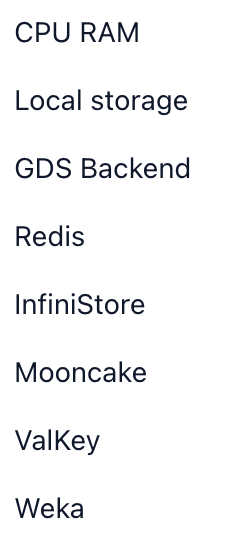 CPU RAM
Local storage
GDS Backend
Redis
InfiniStore
Mooncake
ValKey
Weka